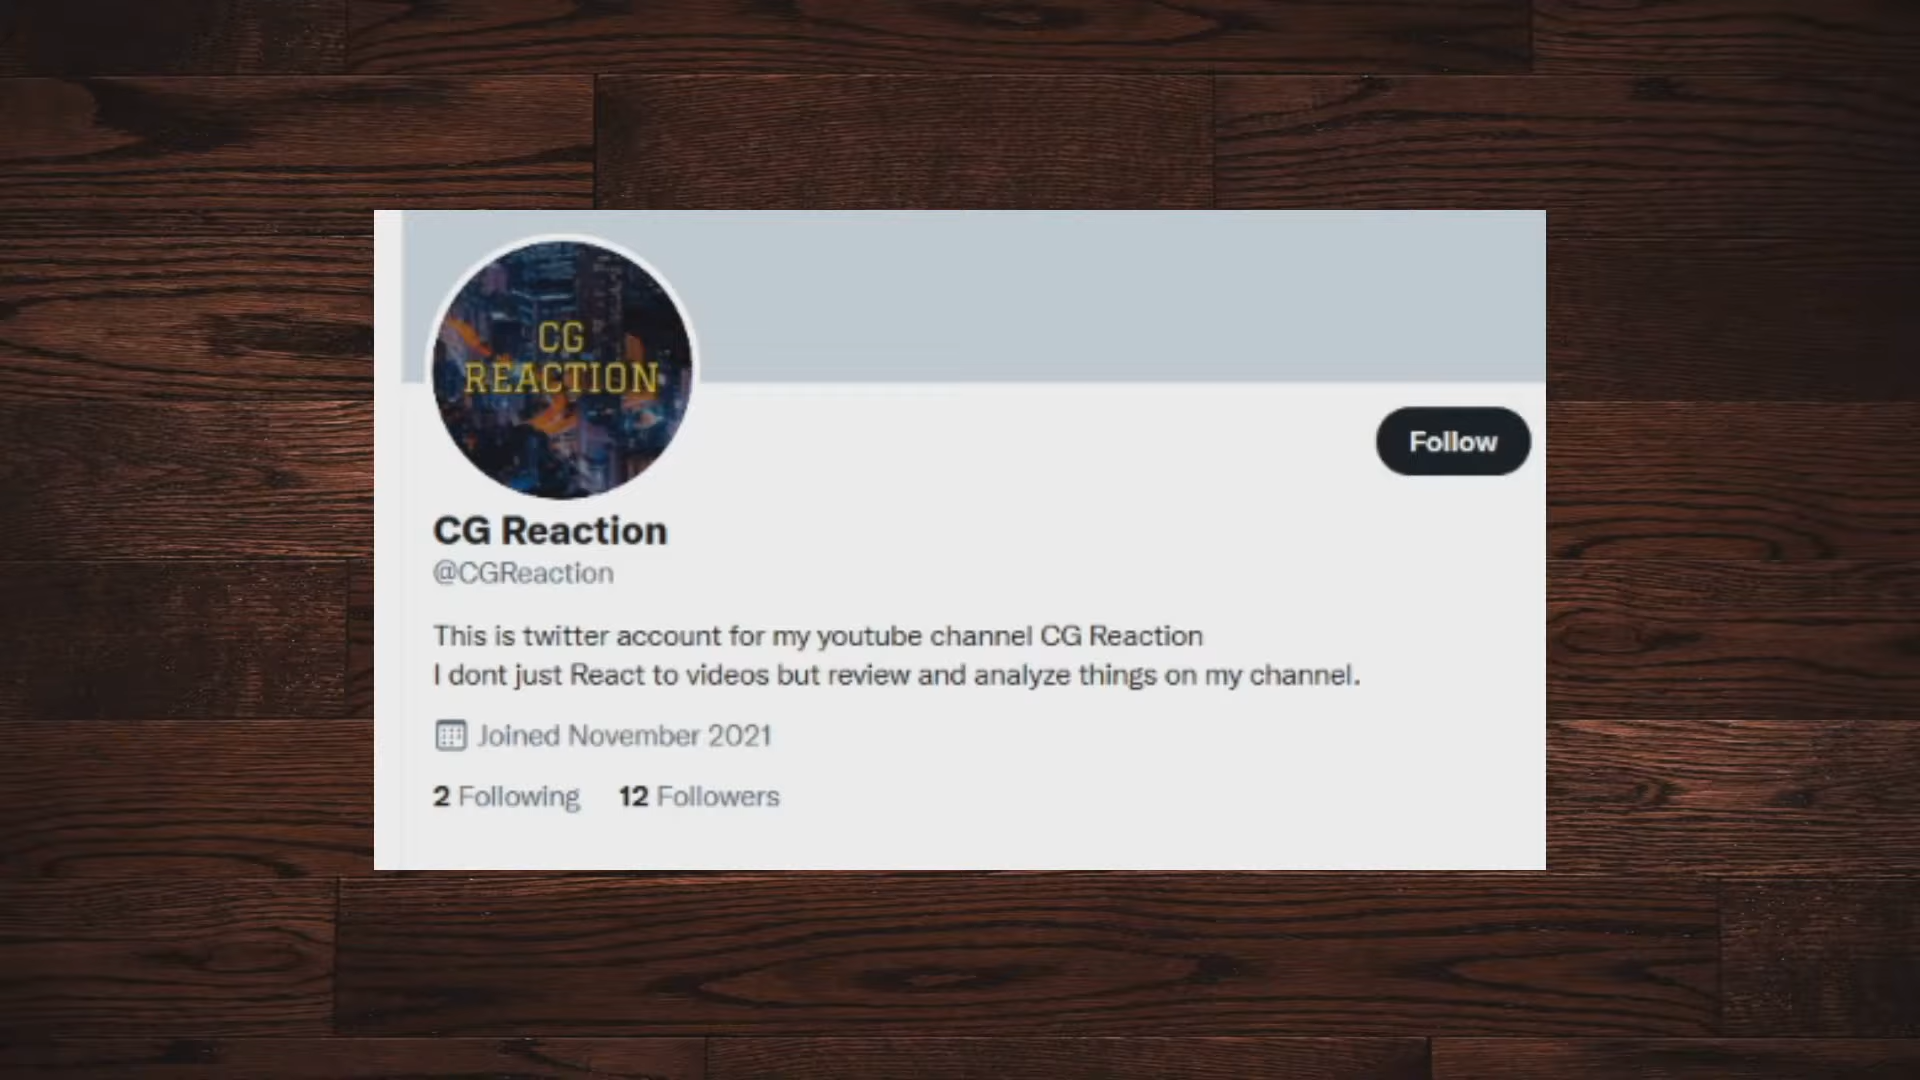 CG
REACTION
Follow
CG Reaction
@CGReaction
This is twitter account for my youtube channel CG Reaction
I dont just React to videos but review and analyze things on my channel.
Joined November 2021
2 Following 12 Followers